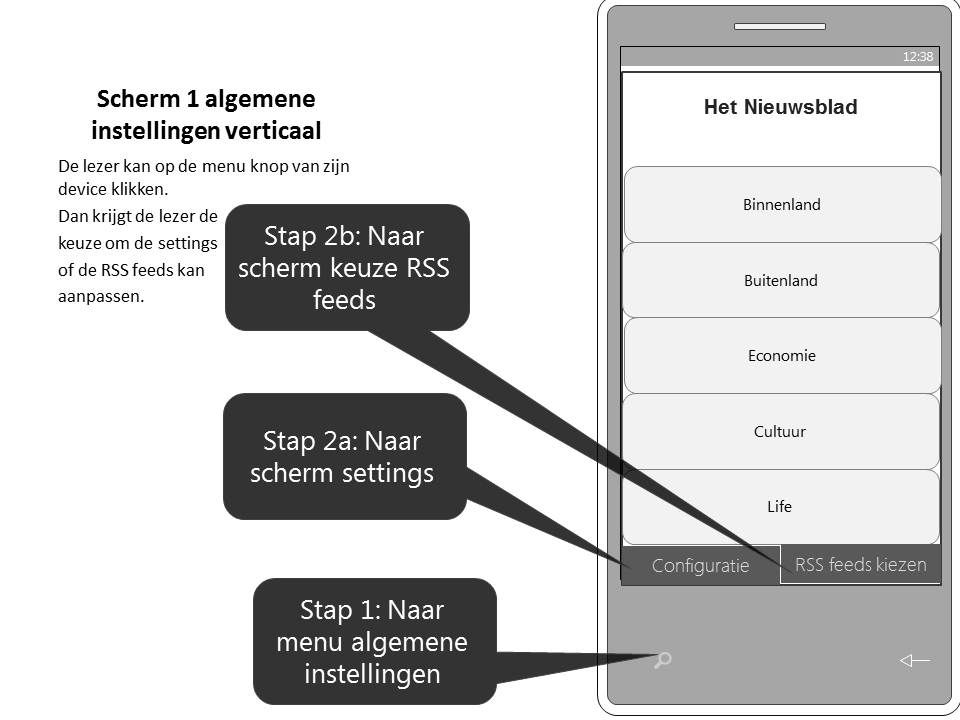 Scherm 1 algemene
instellingen verticaal
De lezer kan op de menu knop van zijn
device klikken.
Dan krijgt de lezer de
keuze om de settings
of de RSS feeds kan
aanpassen.
Stap 2b: Naar
scherm keuze RSS
feeds
Stap 2a: Naar
scherm settings
Stap 1: Naar
menu algemene
instellingen
12:38
Het Nieuwsblad
Binnenland
Buitenland
Economie
Cultuur
Life
Configuratie
RSS feeds kiezen